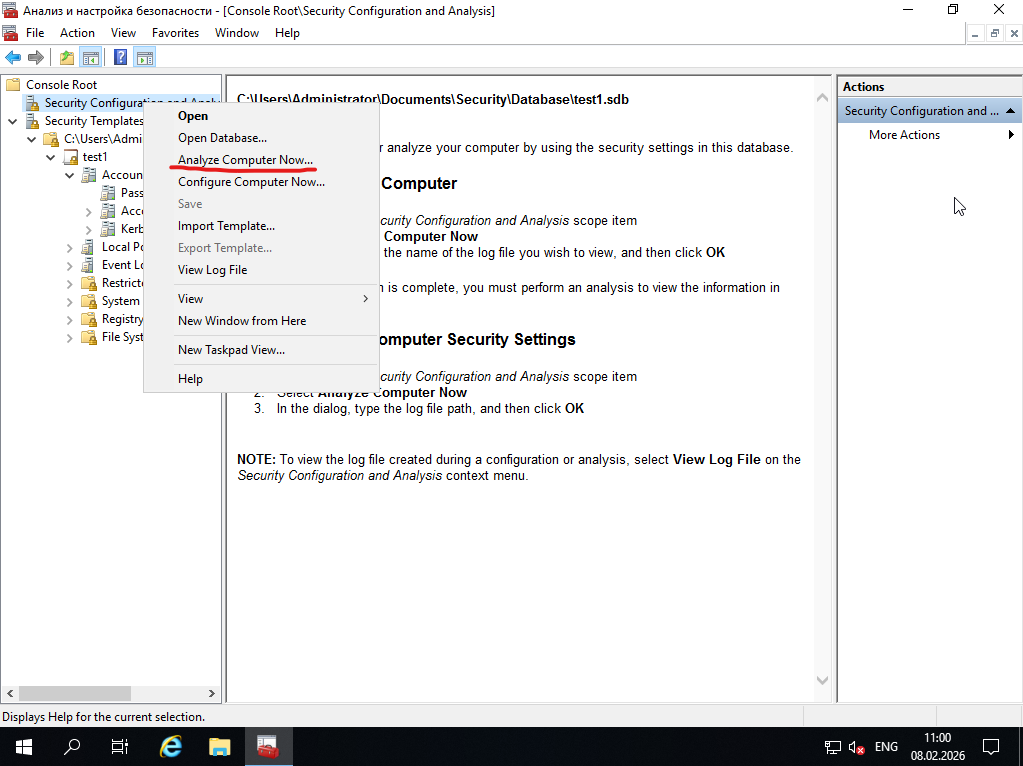 Анализ и настройка безопасности - [Console Root\Security Configuration and Analysis]
File Action View Favorites Window Help
Console Root
Security Configuration and Analy
Security Templates
C:\Users\Admi
test1
Accoun
Pass
Acco
Kerb
Local Po
Event Lo
Restricte
System
Registry
File Syst
Open
Open Database...
Analyze Computer Now...
Configure Computer Now...
Save
Import Template...
Export Template...
View Log File
View
New Window from Here
New Taskpad View...
Help
C:\Users\Administrator\Documents\Security\Database\test1.sdb
r analyze your computer by using the security settings in this database.
Computer
curity Configuration and Analysis scope item
Computer Now
the name of the log file you wish to view, and then click OK
n is complete, you must perform an analysis to view the information in
omputer Security Settings
curity Configuration and Analysis scope item
2. Select Analyze Computer Now
3. In the dialog, type the log file path, and then click OK
NOTE: To view the log file created during a configuration or analysis, select View Log File on the
Security Configuration and Analysis context menu.
Actions
Security Configuration and ...
More Actions
Displays Help for the current selection.
ENG
11:00
08.02.2026